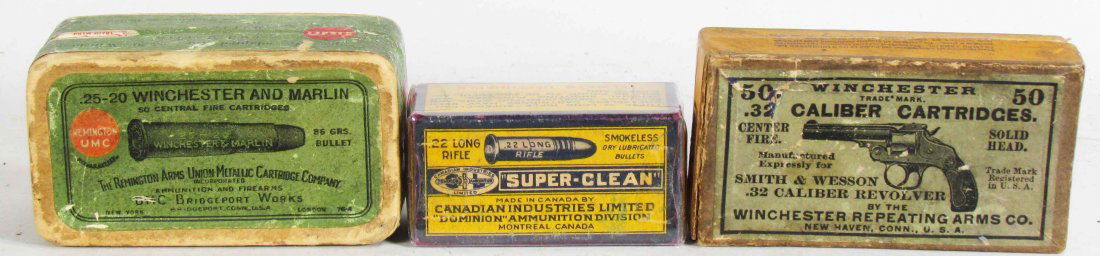 .25-20 WINCHESTER AND MARLIN
50 CENTRAL FIRE CARTRIDGES
REMINGTON
UMC
86 GRS.
BULLET
WINCHESTER & MARLIN
THE REMINGTON ARMS UNION METALLIC CARTRIDGE COMPANY
INCORPORATED
AMMUNITION AND FIREARMS
BRIDGEPORT WORKS
BRIDGEPORT, CONN., U.S.A.
NEW YORK
LONDON
.22 LONG
RIFLE
.22 LONG
RIFLE
SMOKELESS
DRY LUBRICATED
BULLETS
"SUPER-CLEAN"
MADE IN CANADA BY
CANADIAN INDUSTRIES LIMITED
"DOMINION" AMMUNITION DIVISION
MONTREAL CANADA
50 WINCHESTER 50
TRADE MARK.
.32 CALIBER CARTRIDGES.
CENTER
FIRE.
SOLID
HEAD.
Manufactured
Expressly for
Trade Mark
Registered
in U.S.A.
SMITH & WESSON
.32 CALIBER REVOLVER
BY THE
WINCHESTER REPEATING ARMS CO.
NEW HAVEN, CONN., U.S.A.